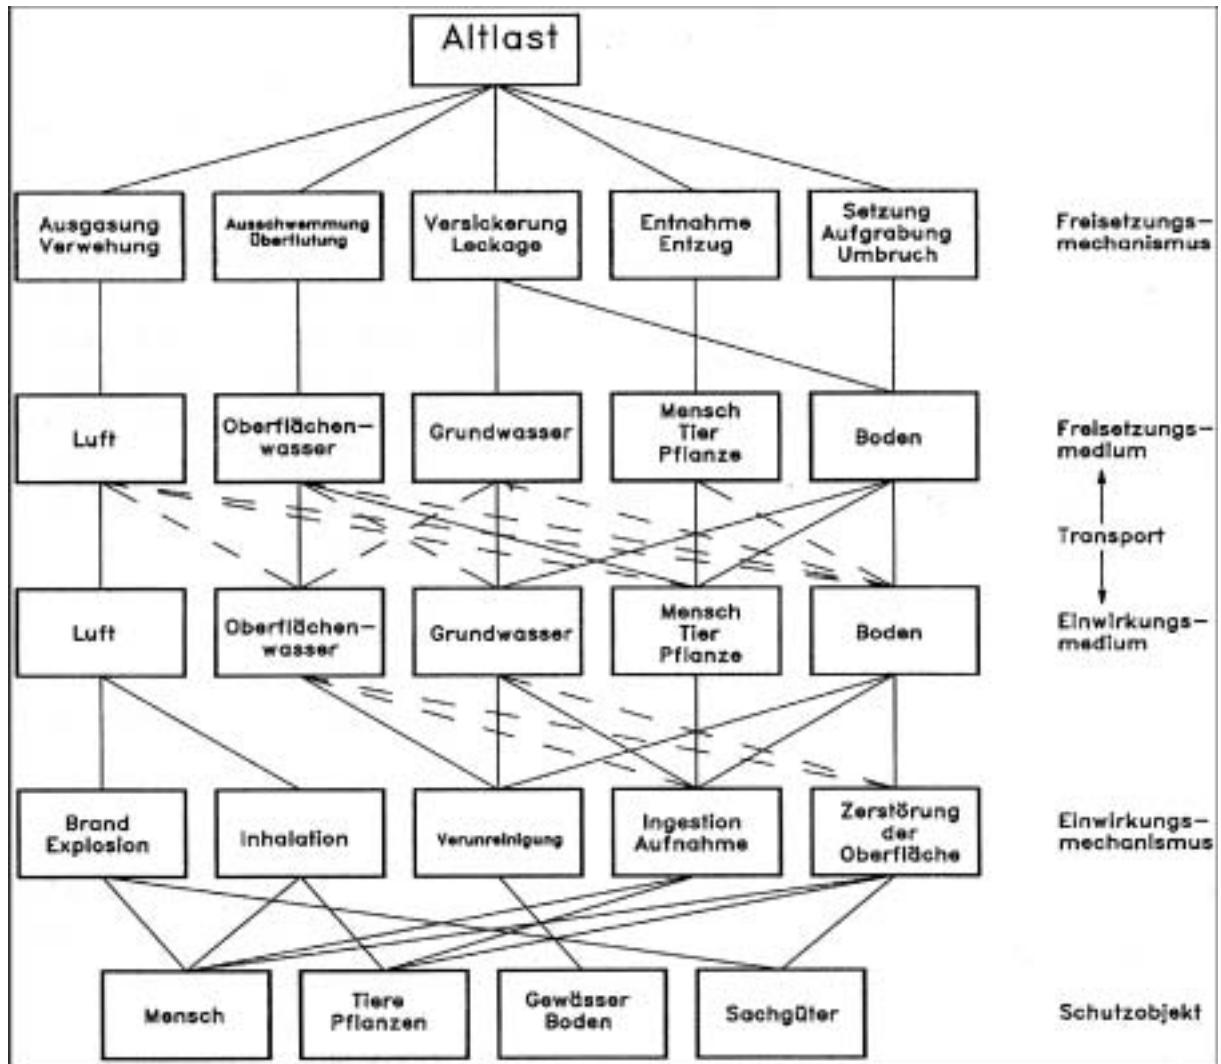 Altlast
Ausgasung
Verwehung
Ausschwemmung
Überflutung
Versickerung
Leckage
Entnahme
Entzug
Setzung
Aufgrabung
Umbruch
Freisetzungs-
mechanismus
Luft
Oberflächen-
wasser
Grundwasser
Mensch
Tier
Pflanze
Boden
Freisetzungs-
medium
Transport
Luft
Oberflächen-
wasser
Grundwasser
Mensch
Tier
Pflanze
Boden
Einwirkungs-
medium
Brand
Explosion
Inhalation
Verunreinigung
Ingestion
Aufnahme
Zerstörung
der
Oberfläche
Einwirkungs-
mechanismus
Mensch
Tiere
Pflanzen
Gewässer
Boden
Sachgüter
Schutzobjekt